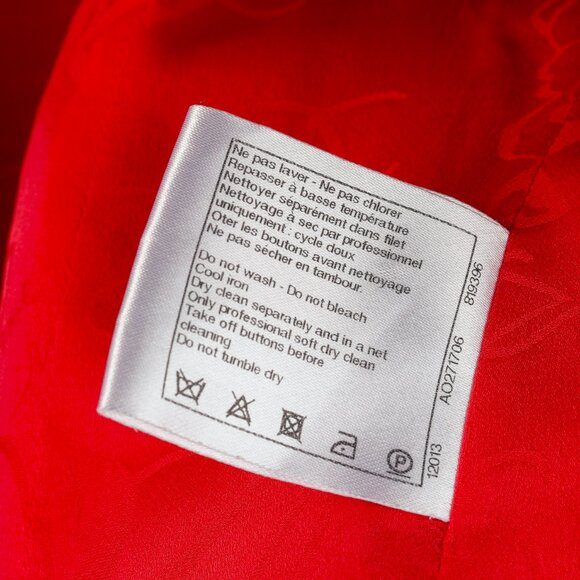 Ne pas laver - Ne pas chlorer
Repasser à basse température
Nettoyer séparément dans filet
Nettoyage à sec par professionnel
uniquement : cycle doux
Oter les boutons avant nettoyage
Ne pas sécher en tambour.
Do not wash - Do not bleach
Cool iron
Dry clean separately and in a net
Only professional soft dry clean
Take off buttons before
cleaning
Do not tumble dry
P
12013 AO271706 819396